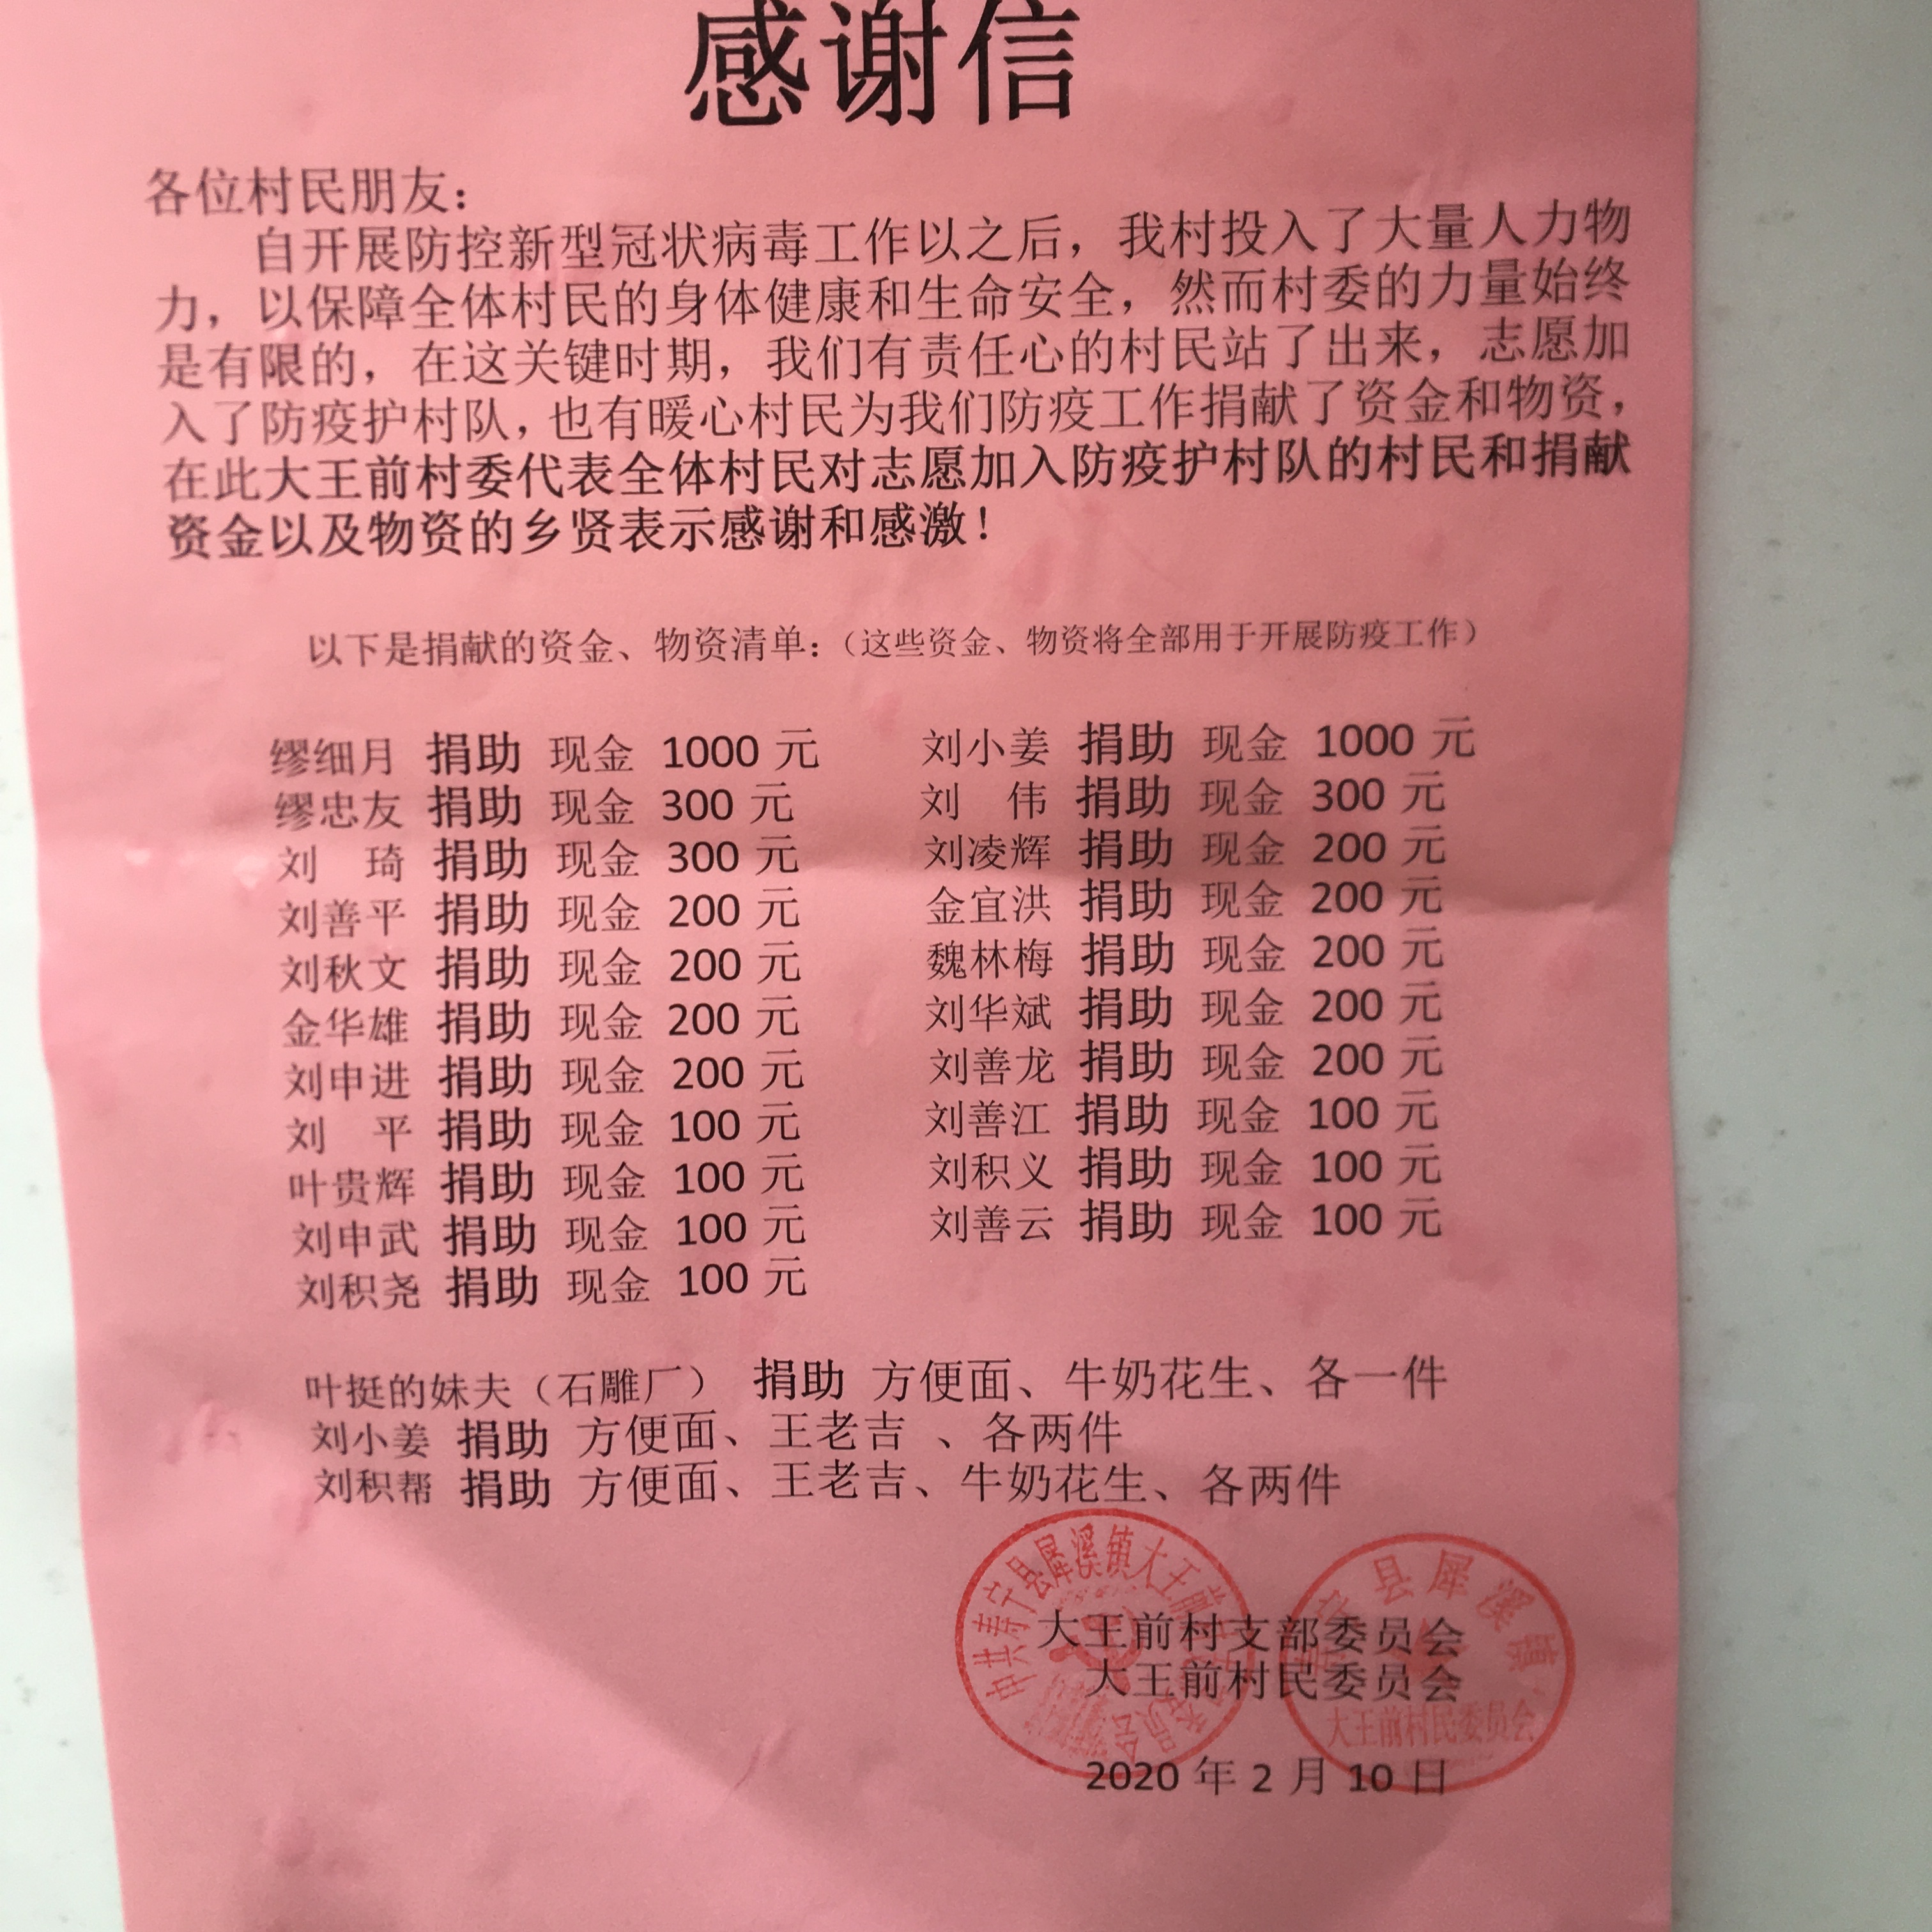 感谢信
各位村民朋友：
自开展防控新型冠状病毒工作以之后，我村投入了大量人力物
力，以保障全体村民的身体健康和生命安全，然而村委的力量始终
是有限的，在这关键时期，我们有责任心的村民站了出来，志愿加
入了防疫护村队，也有暖心村民为我们防疫工作捐献了资金和物资，
在此大王前村委代表全体村民对志愿加入防疫护村队的村民和捐献
资金以及物资的乡贤表示感谢和感激！
以下是捐献的资金、物资清单：（这些资金、物资将全部用于开展防疫工作）
缪细月 捐助 现金 1000 元 刘小姜 捐助 现金 1000 元
缪忠友 捐助 现金 300 元 刘 伟 捐助 现金 300 元
刘 琦 捐助 现金 300 元 刘凌辉 捐助 现金 200 元
刘善平 捐助 现金 200 元 金宜洪 捐助 现金 200 元
刘秋文 捐助 现金 200 元 魏林梅 捐助 现金 200 元
金华雄 捐助 现金 200 元 刘华斌 捐助 现金 200 元
刘申进 捐助 现金 200 元 刘善龙 捐助 现金 200 元
刘 平 捐助 现金 100 元 刘善江 捐助 现金 100 元
叶贵辉 捐助 现金 100 元 刘积义 捐助 现金 100 元
刘申武 捐助 现金 100 元 刘善云 捐助 现金 100 元
刘积尧 捐助 现金 100 元
叶挺的妹夫（石雕厂） 捐助 方便面、牛奶花生、各一件
刘小姜 捐助 方便面、王老吉 、各两件
刘积帮 捐助 方便面、王老吉、牛奶花生、各两件
中共寿宁县犀溪镇大王前
委员会
县犀溪镇
大王前村民委员会
大王前村支部委员会
大王前村民委员会
2020 年 2 月 10 日